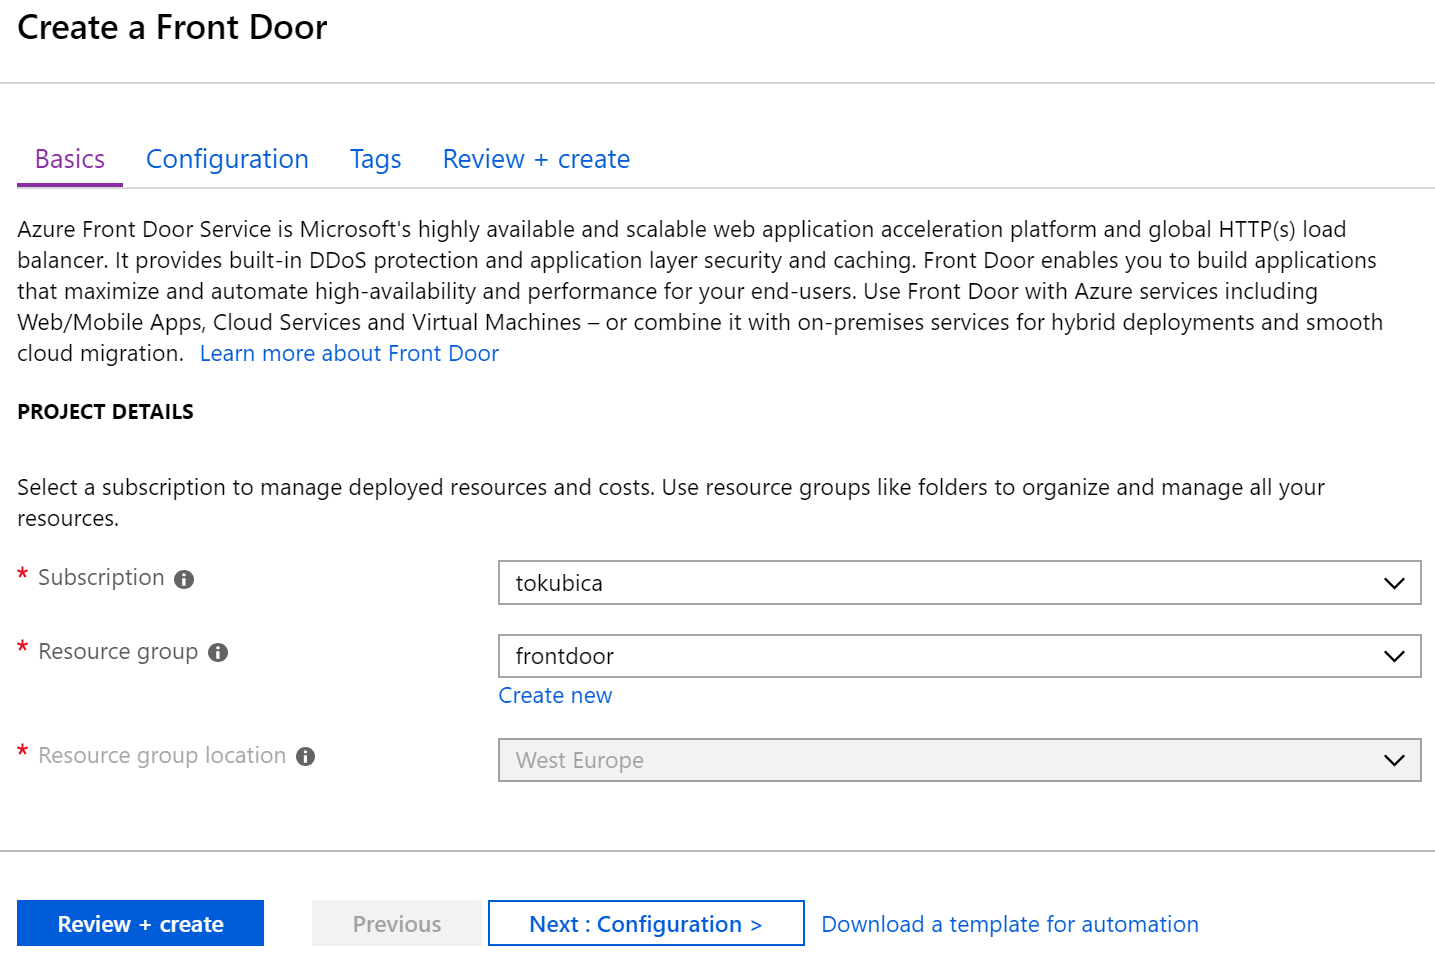 Create a Front Door
Basics Configuration Tags Review + create
Azure Front Door Service is Microsoft's highly available and scalable web application acceleration platform and global HTTP(s) load
balancer. It provides built-in DDoS protection and application layer security and caching. Front Door enables you to build applications
that maximize and automate high-availability and performance for your end-users. Use Front Door with Azure services including
Web/Mobile Apps, Cloud Services and Virtual Machines – or combine it with on-premises services for hybrid deployments and smooth
cloud migration. Learn more about Front Door
PROJECT DETAILS
Select a subscription to manage deployed resources and costs. Use resource groups like folders to organize and manage all your
resources.
* Subscription tokubica
* Resource group frontdoor
Create new
* Resource group location West Europe
Review + create Previous Next : Configuration > Download a template for automation